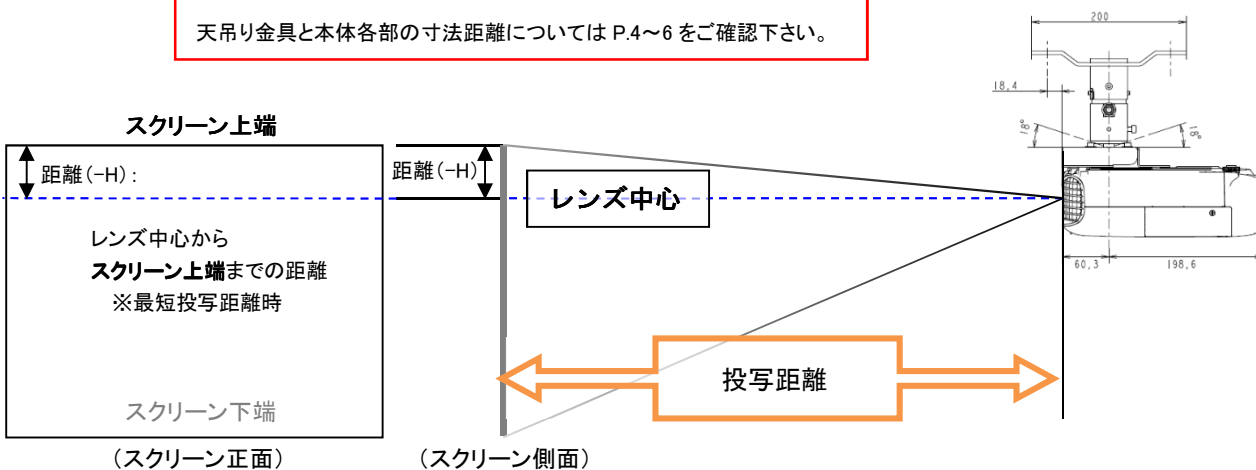 天吊り金具と本体各部の寸法距離については P.4～6 をご確認下さい。
200
18,4
18°
18°
スクリーン上端
距離(-H)：
距離(-H)
レンズ中心
レンズ中心から
スクリーン上端までの距離
※最短投写距離時
60,3
198,6
投写距離
スクリーン下端
（スクリーン正面）
（スクリーン側面）